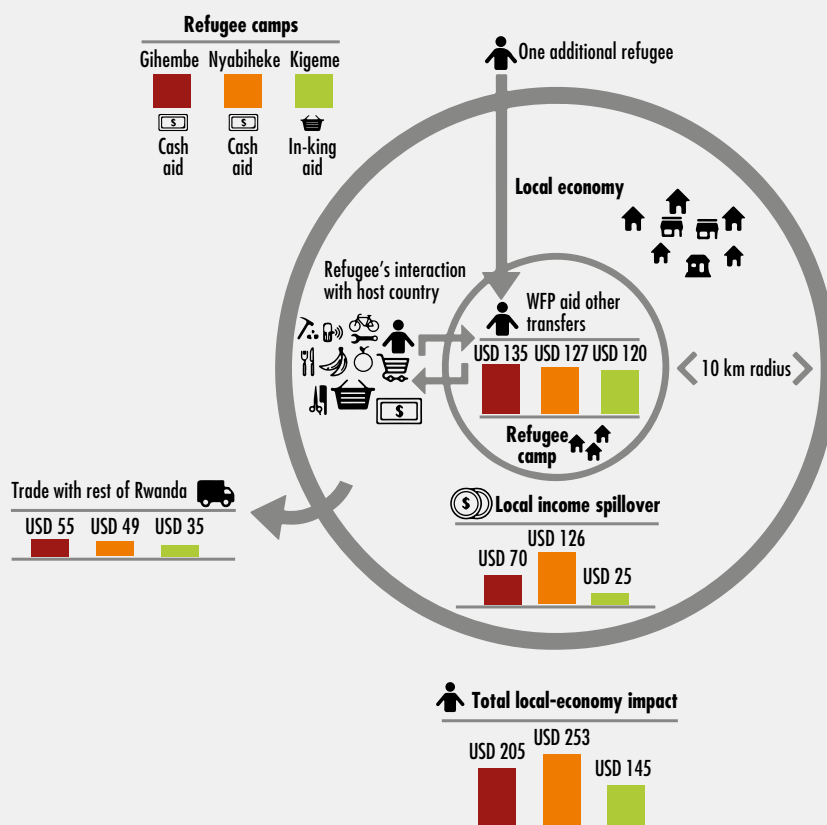 Refugee camps
Gihembe Nyabiheke Kigeme
$ $
Cash aid Cash aid In-king aid
One additional refugee
Local economy
Refugee's interaction
with host country
WFP aid other
transfers
USD 135 USD 127 USD 120
10 km radius
$
Refugee
camp
Trade with rest of Rwanda
USD 55 USD 49 USD 35
$ Local income spillover
USD 70 USD 126 USD 25
Total local-economy impact
USD 205 USD 253 USD 145